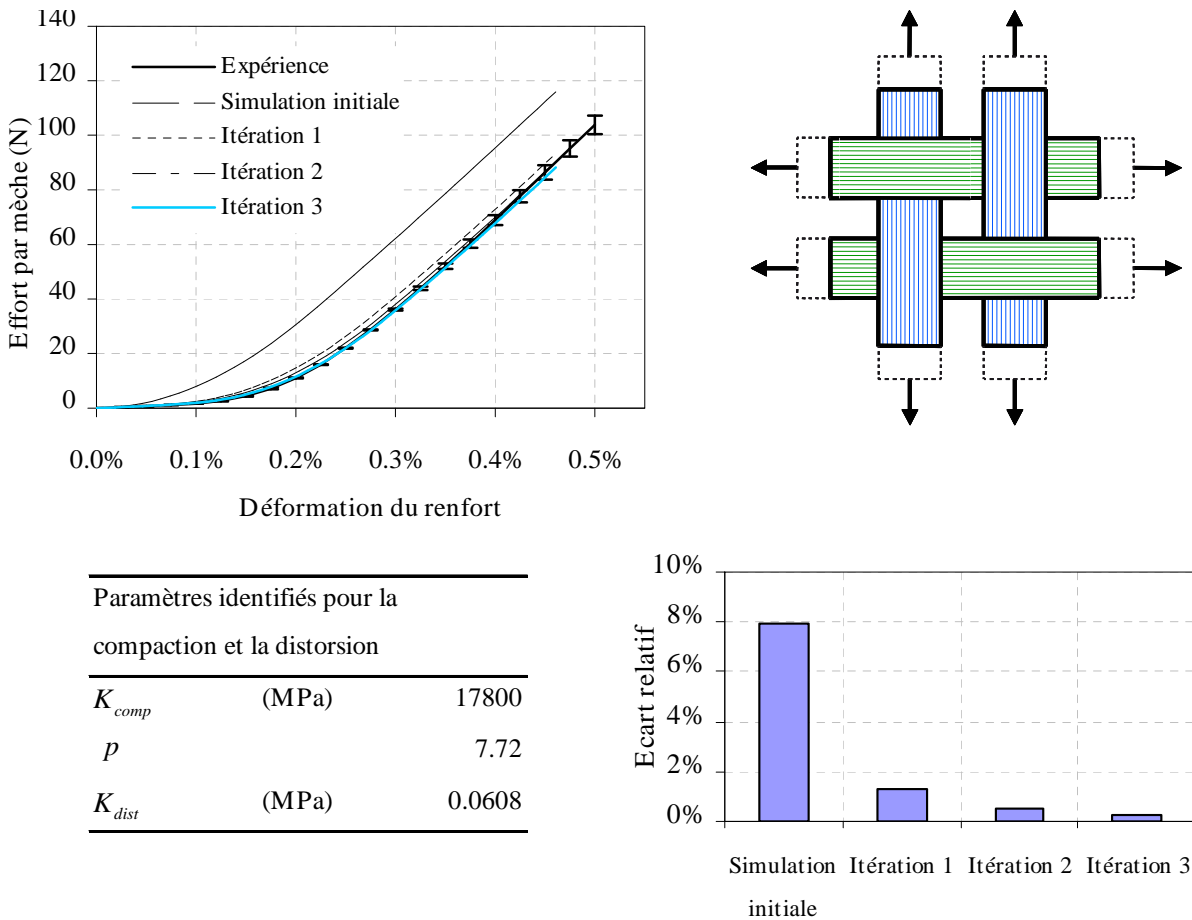 140
120
100
80
60
40
20
0
Effort par mèche (N)
Expérience
Simulation initiale
Itération 1
Itération 2
Itération 3
0.0% 0.1% 0.2% 0.3% 0.4% 0.5%
Déformation du renfort
Paramètres identifiés pour la
compaction et la distorsion
K_comp (MPa) 17800
p 7.72
K_dist (MPa) 0.0608
10%
8%
6%
4%
2%
0%
Ecart relatif
Simulation Itération 1 Itération 2 Itération 3
initiale